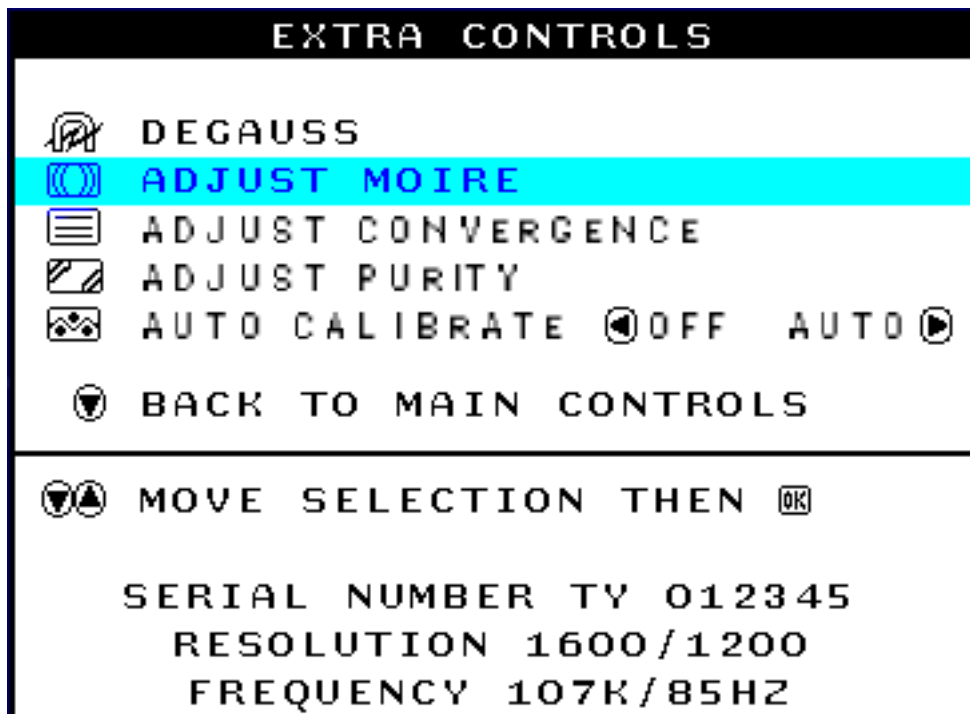 EXTRA CONTROLS
DEGAUSS
ADJUST MOIRE
ADJUST CONVERGENCE
ADJUST PURITY
AUTO CALIBRATE OFF AUTO
BACK TO MAIN CONTROLS
MOVE SELECTION THEN OK
SERIAL NUMBER TY 012345
RESOLUTION 1600/1200
FREQUENCY 107K/85HZ